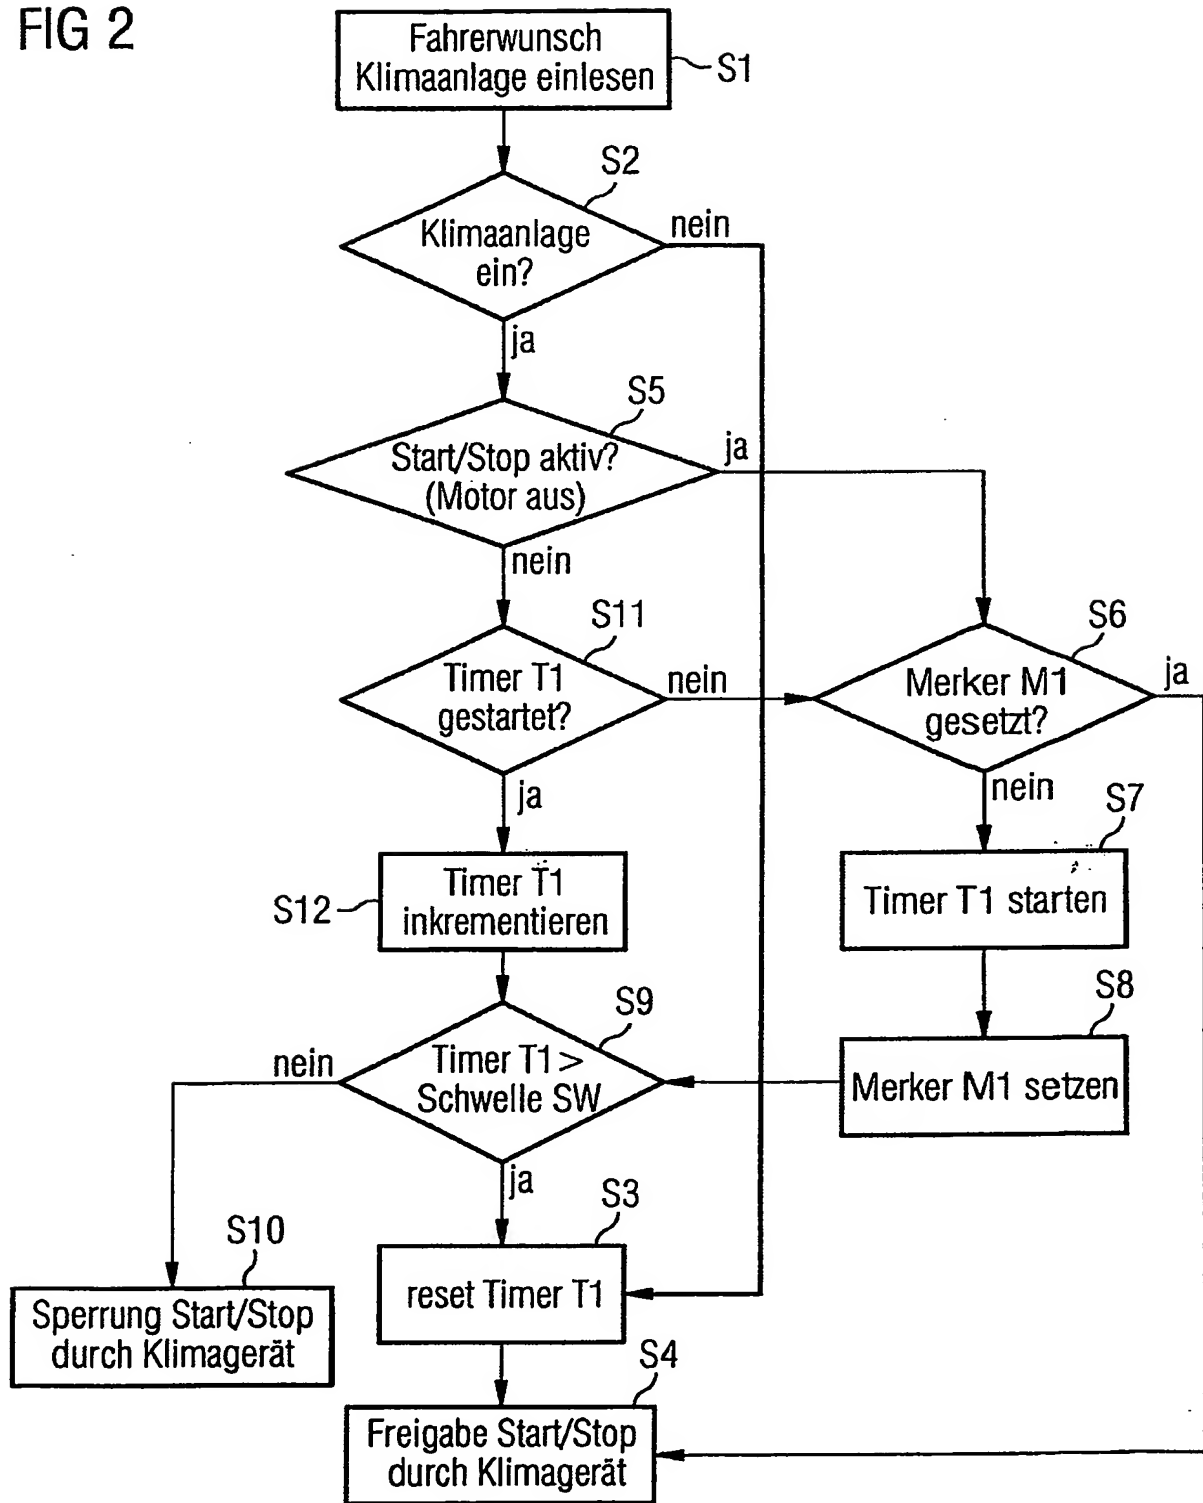 FIG 2
Fahrerwunsch
Klimaanlage einlesen
S1
S2
Klimaanlage
ein?
nein
ja
S5
Start/Stop aktiv?
(Motor aus)
ja
nein
S11
Timer T1
gestartet?
nein
S6
Merker M1
gesetzt?
ja
ja
nein
S7
Timer T1
inkrementieren
S12
Timer T1 starten
S9
S8
nein
Timer T1 >
Schwelle SW
Merker M1 setzen
ja
S3
reset Timer T1
S10
Sperrung Start/Stop
durch Klimagerät
S4
Freigabe Start/Stop
durch Klimagerät